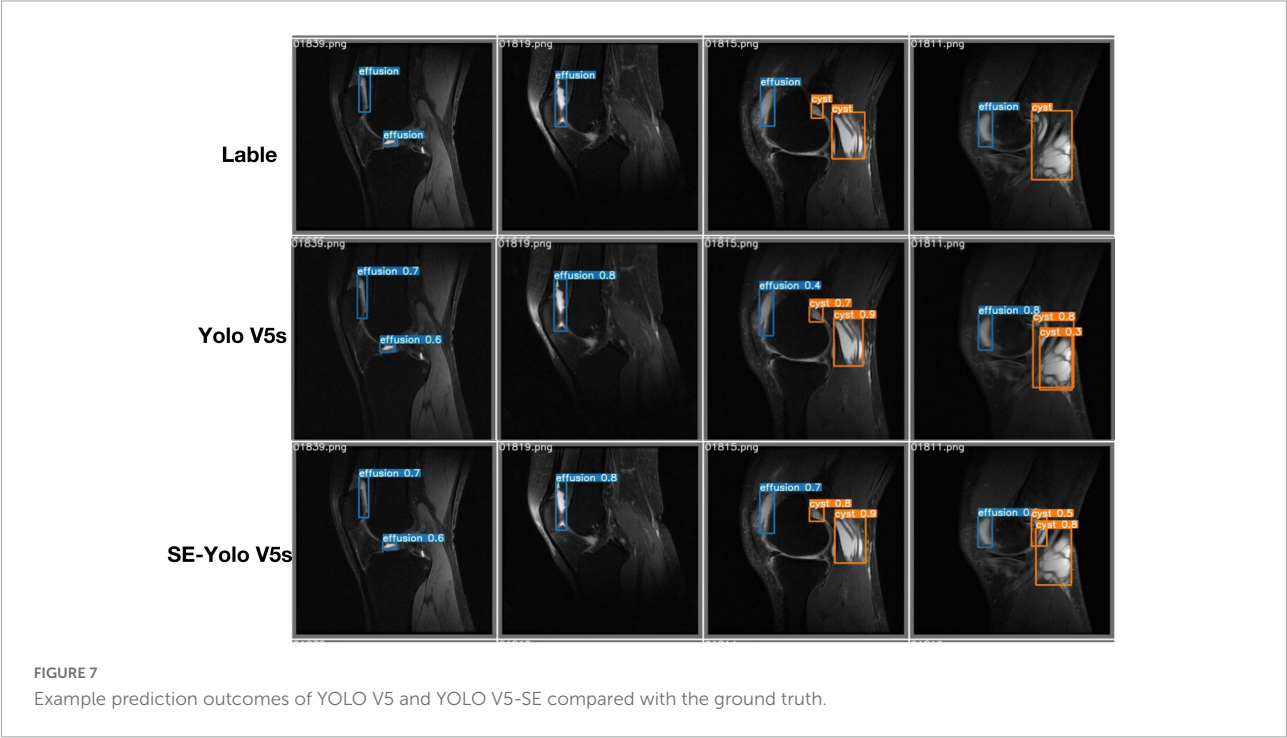 01839.png 01819.png 01815.png 01811.png
effusion effusion effusion effusion
effusion cyst cyst cyst
Lable
01839.png 01819.png 01815.png 01811.png
effusion 0.7 effusion 0.8 effusion 0.4 effusion 0.8
effusion 0.6 cyst 0.7 cyst 0.9 cyst 0.8
cyst 0.3
Yolo V5s
01839.png 01819.png 01815.png 01811.png
effusion 0.7 effusion 0.8 effusion 0.7 effusion 0. cyst 0.5
effusion 0.6 cyst 0.8 cyst 0.9 cyst 0.8
SE-Yolo V5s
FIGURE 7
Example prediction outcomes of YOLO V5 and YOLO V5-SE compared with the ground truth.